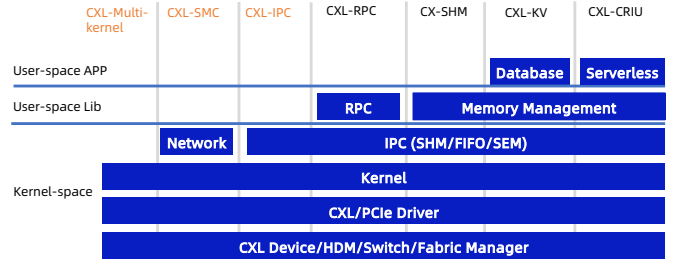 CXL-Multi-
kernel
CXL-SMC
CXL-IPC
CXL-RPC
CX-SHM
CXL-KV
CXL-CRIU
User-space APP
Database
Serverless
User-space Lib
RPC
Memory Management
Network
IPC (SHM/FIFO/SEM)
Kernel-space
Kernel
CXL/PCIe Driver
CXL Device/HDM/Switch/Fabric Manager